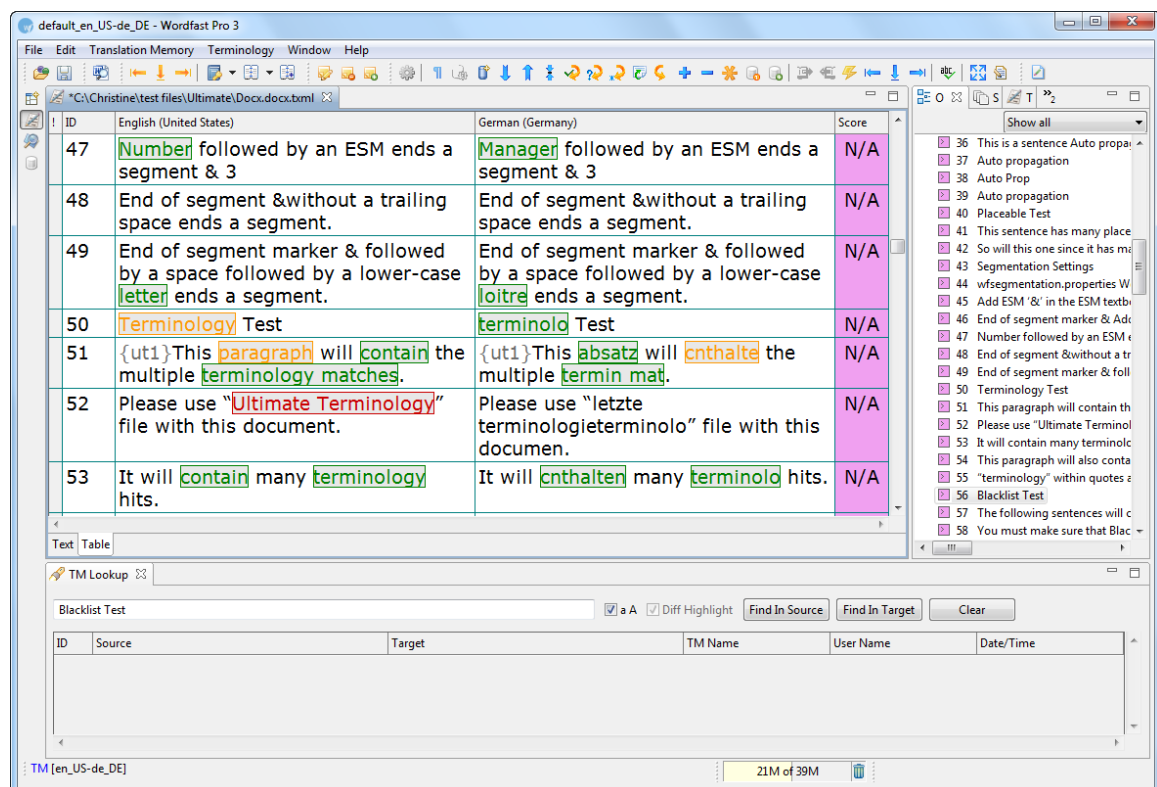 default_en_US-de_DE - Wordfast Pro 3
File Edit Translation Memory Terminology Window Help
*C:\Christine\test files\Ultimate\Docx.docx.txml
! ID English (United States) German (Germany) Score
47 Number followed by an ESM ends a Manager followed by an ESM ends a N/A
segment & 3 segment & 3
48 End of segment &without a trailing End of segment &without a trailing N/A
space ends a segment. space ends a segment.
49 End of segment marker & followed End of segment marker & followed N/A
by a space followed by a lower-case by a space followed by a lower-case
letter ends a segment. loitre ends a segment.
50 Terminology Test terminolo Test N/A
51 {ut1}This paragraph will contain the {ut1}This absatz will cnthalte the N/A
multiple terminology matches. multiple termin mat.
52 Please use “Ultimate Terminology” Please use “letzte N/A
file with this document. terminologieterminolo” file with this
documen.
53 It will contain many terminology It will cnthalten many terminolo hits. N/A
hits.
Text Table
O S T 2
Show all
36 This is a sentence Auto propa
37 Auto propagation
38 Auto Prop
39 Auto propagation
40 Placeable Test
41 This sentence has many place
42 So will this one since it has ma
43 Segmentation Settings
44 wfsegmentation.properties W
45 Add ESM '&' in the ESM textb
46 End of segment marker & Add
47 Number followed by an ESM e
48 End of segment &without a tr
49 End of segment marker & foll
50 Terminology Test
51 This paragraph will contain th
52 Please use "Ultimate Terminol
53 It will contain many terminolo
54 This paragraph will also conta
55 "terminology" within quotes a
56 Blacklist Test
57 The following sentences will c
58 You must make sure that Blac
TM Lookup
Blacklist Test a A Diff Highlight Find In Source Find In Target Clear
ID Source Target TM Name User Name Date/Time
TM [en_US-de_DE] 21M of 39M